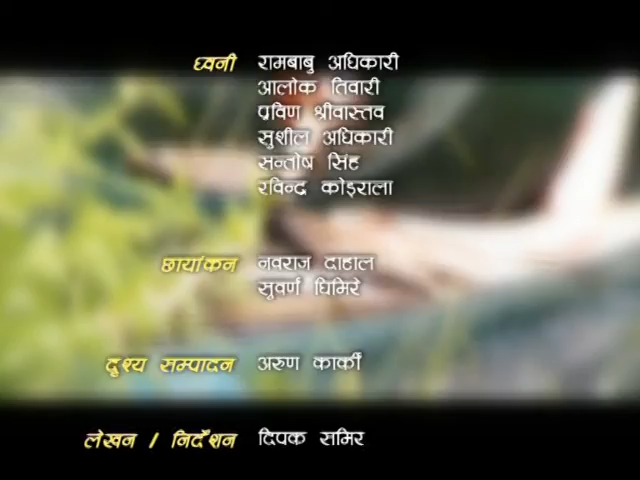 ध्वनी रामबाबु अधिकारी
आलोक तिवारी
प्रविण श्रीवास्तव
सुशील अधिकारी
सन्तोष सिंह
रविन्द्र कोइराला
छायांकन नवराज दाहाल
सुवर्ण घिमिरे
दृश्य सम्पादन अरुण कार्की
लेखन / निर्देशन दिपक समिर